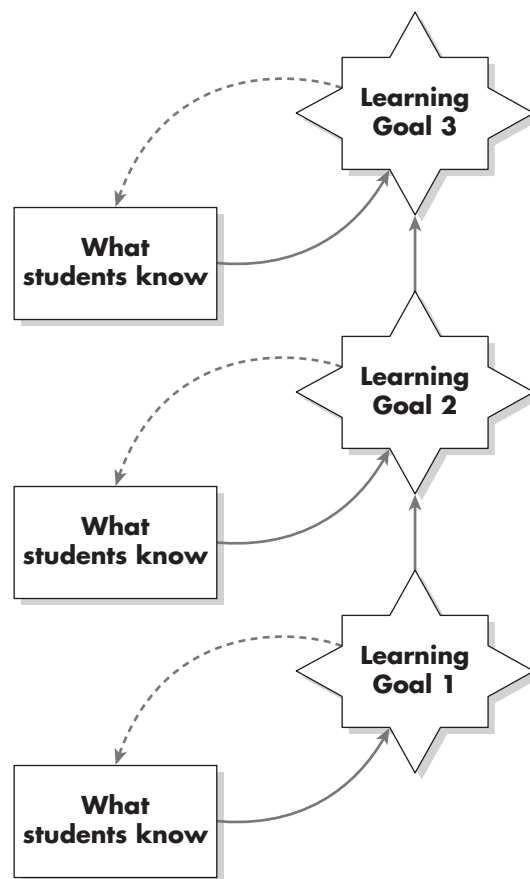 Learning
Goal 3
What
students know
Learning
Goal 2
What
students know
Learning
Goal 1
What
students know